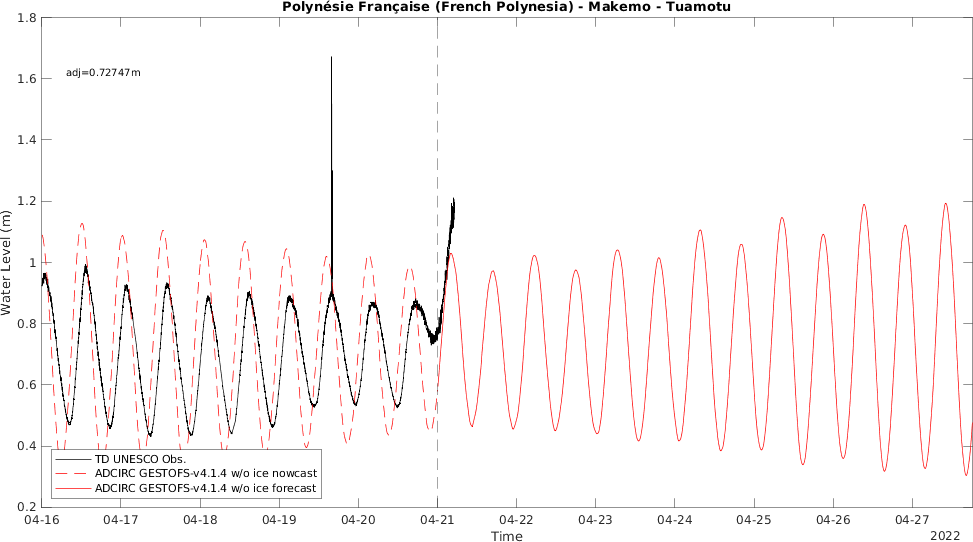 Polynésie Française (French Polynesia) - Makemo - Tuamotu
1.8
1.6
1.4
1.2
1
0.8
0.6
0.4
0.2
Water Level (m)
adj=0.72747m
TD UNESCO Obs.
ADCIRC GESTOFS-v4.1.4 w/o ice nowcast
ADCIRC GESTOFS-v4.1.4 w/o ice forecast
04-16 04-17 04-18 04-19 04-20 04-21 04-22 04-23 04-24 04-25 04-26 04-27
Time
2022